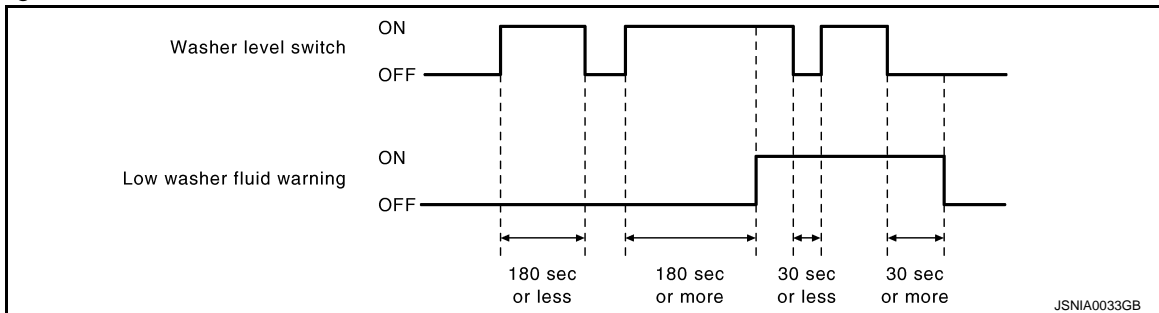 ON
Washer level switch
OFF
ON
Low washer fluid warning
OFF
180 sec
or less
180 sec
or more
30 sec
or less
30 sec
or more
JSNIA0033GB